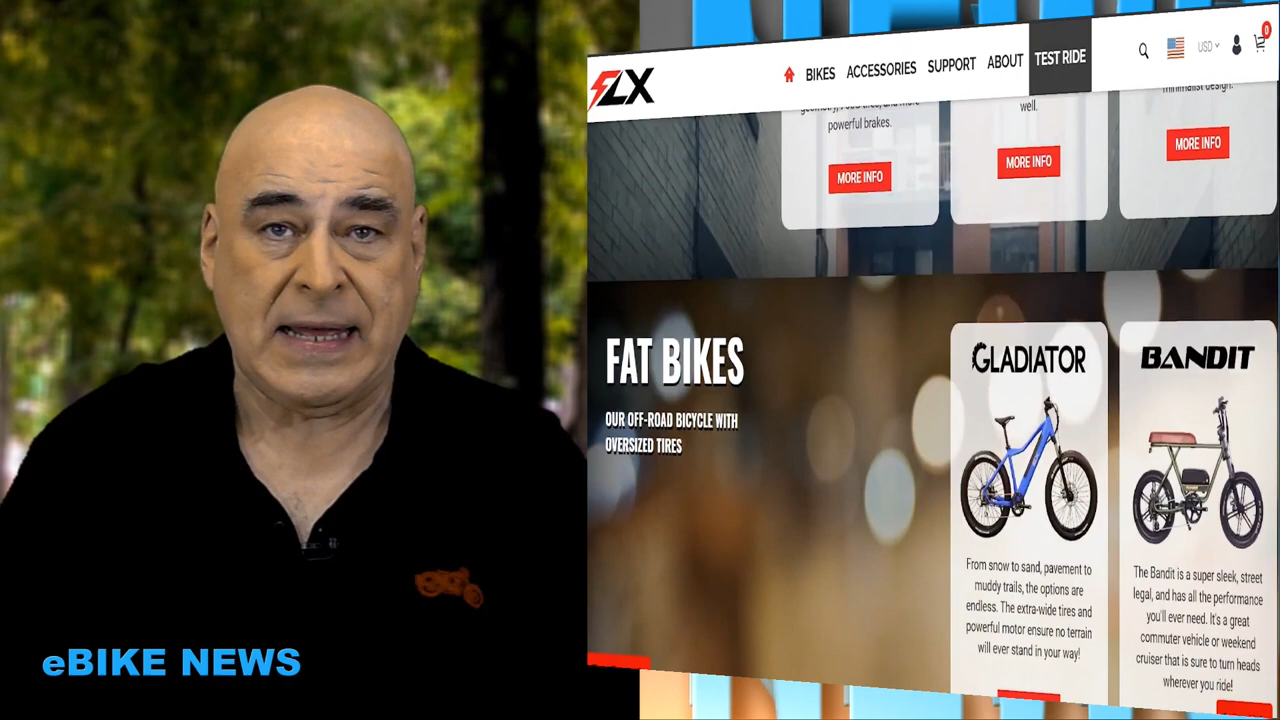 FLX
BIKES
ACCESSORIES
SUPPORT
ABOUT
TEST RIDE
USD
0
powerful brakes.
well.
minimalist design.
MORE INFO
MORE INFO
MORE INFO
FAT BIKES
OUR OFF-ROAD BICYCLE WITH
OVERSIZED TIRES
GLADIATOR
From snow to sand, pavement to
muddy trails, the options are
endless. The extra-wide tires and
powerful motor ensure no terrain
will ever stand in your way!
BANDIT
The Bandit is a super sleek, street
legal, and has all the performance
you'll ever need. It's a great
commuter vehicle or weekend
cruiser that is sure to turn heads
wherever you ride!
eBIKE NEWS